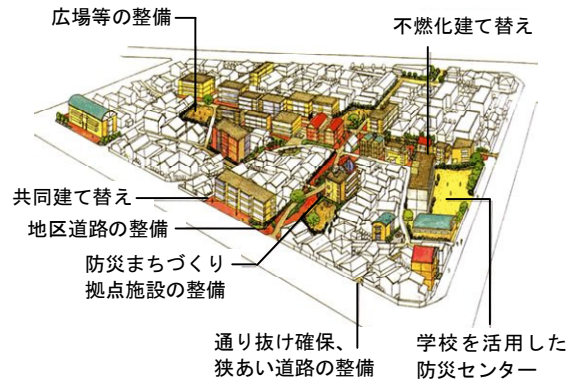 広場等の整備
不燃化建て替え
共同建て替え
地区道路の整備
防災まちづくり
拠点施設の整備
通り抜け確保、
狭あい道路の整備
学校を活用した
防災センター